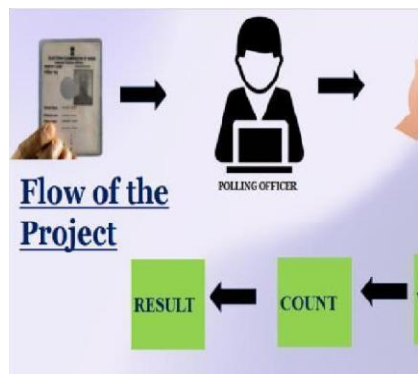 POLLING OFFICER
Flow of the
Project
RESULT
COUNT